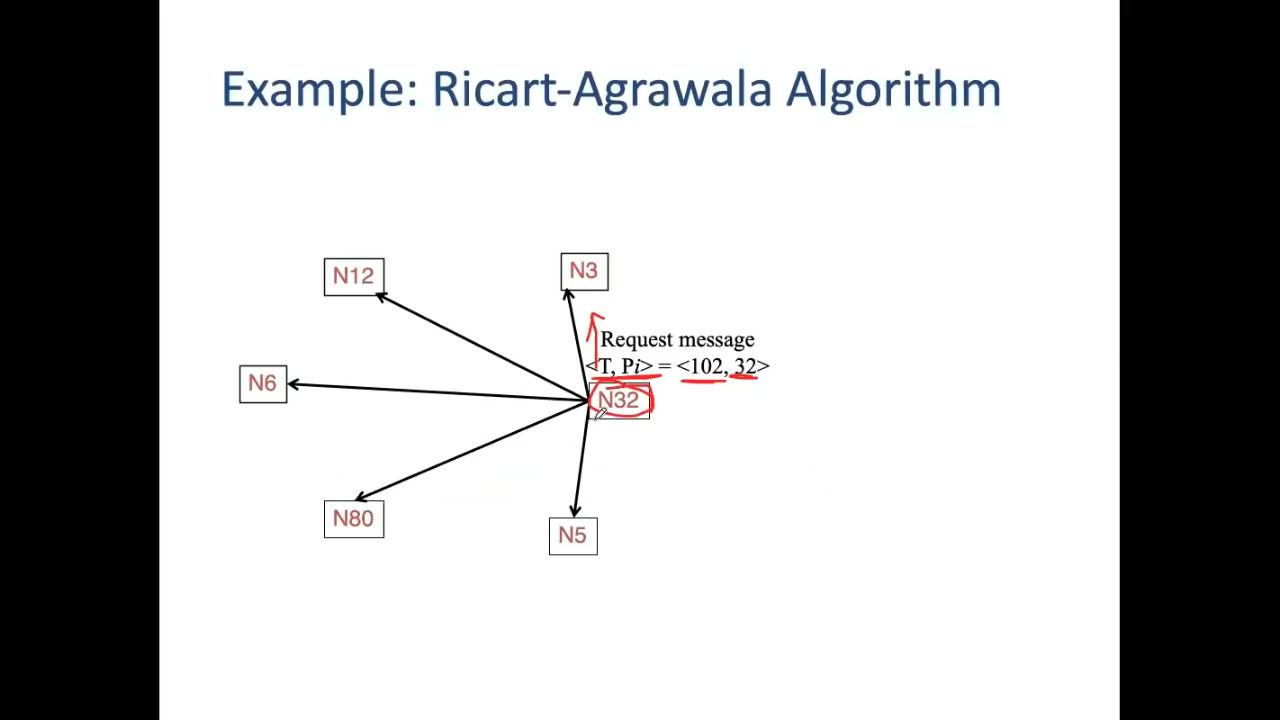 Example: Ricart-Agrawala Algorithm
N12
N3
Request message
<T, Pi> = <102, 32>
N6
N32
N80
N5